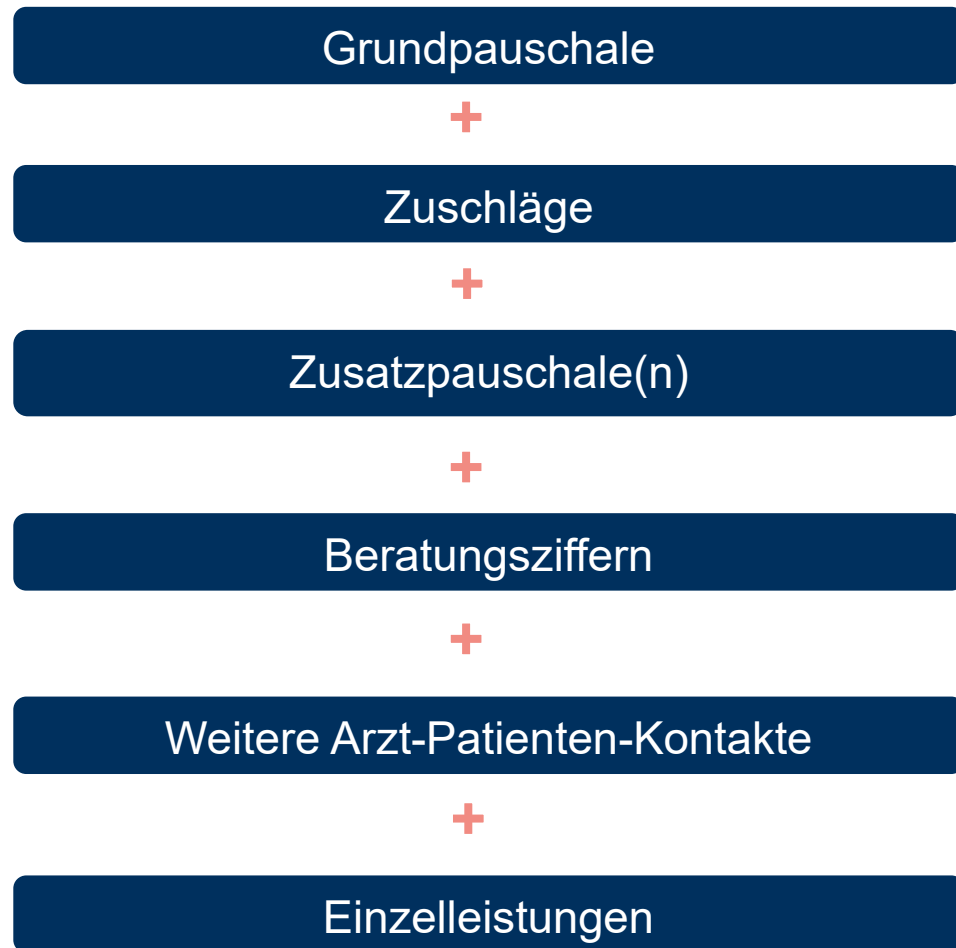 Grundpauschale
+
Zuschläge
+
Zusatzpauschale(n)
+
Beratungsziffern
+
Weitere Arzt-Patienten-Kontakte
+
Einzelleistungen